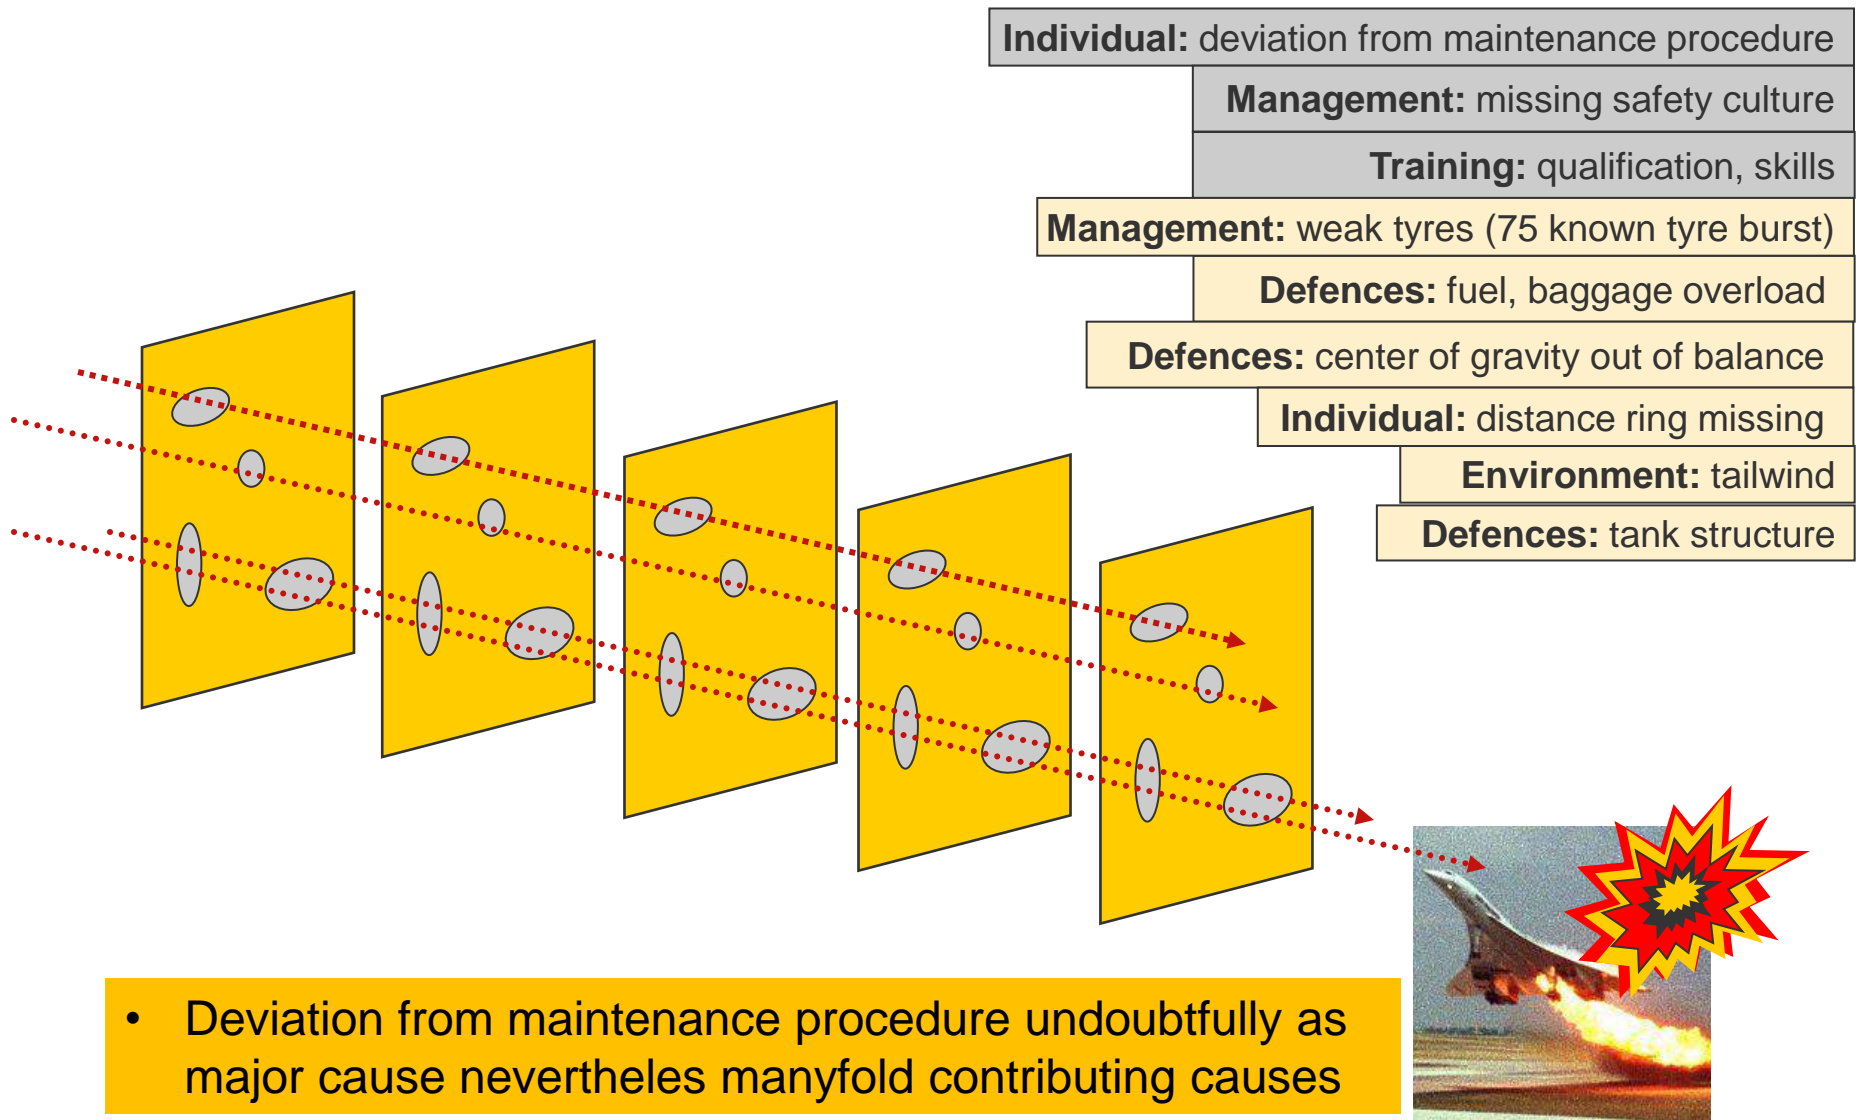 Individual: deviation from maintenance procedure
Management: missing safety culture
Training: qualification, skills
Management: weak tyres (75 known tyre burst)
Defences: fuel, baggage overload
Defences: center of gravity out of balance
Individual: distance ring missing
Environment: tailwind
Defences: tank structure
• Deviation from maintenance procedure undoubtfully as
major cause nevertheles manyfold contributing causes